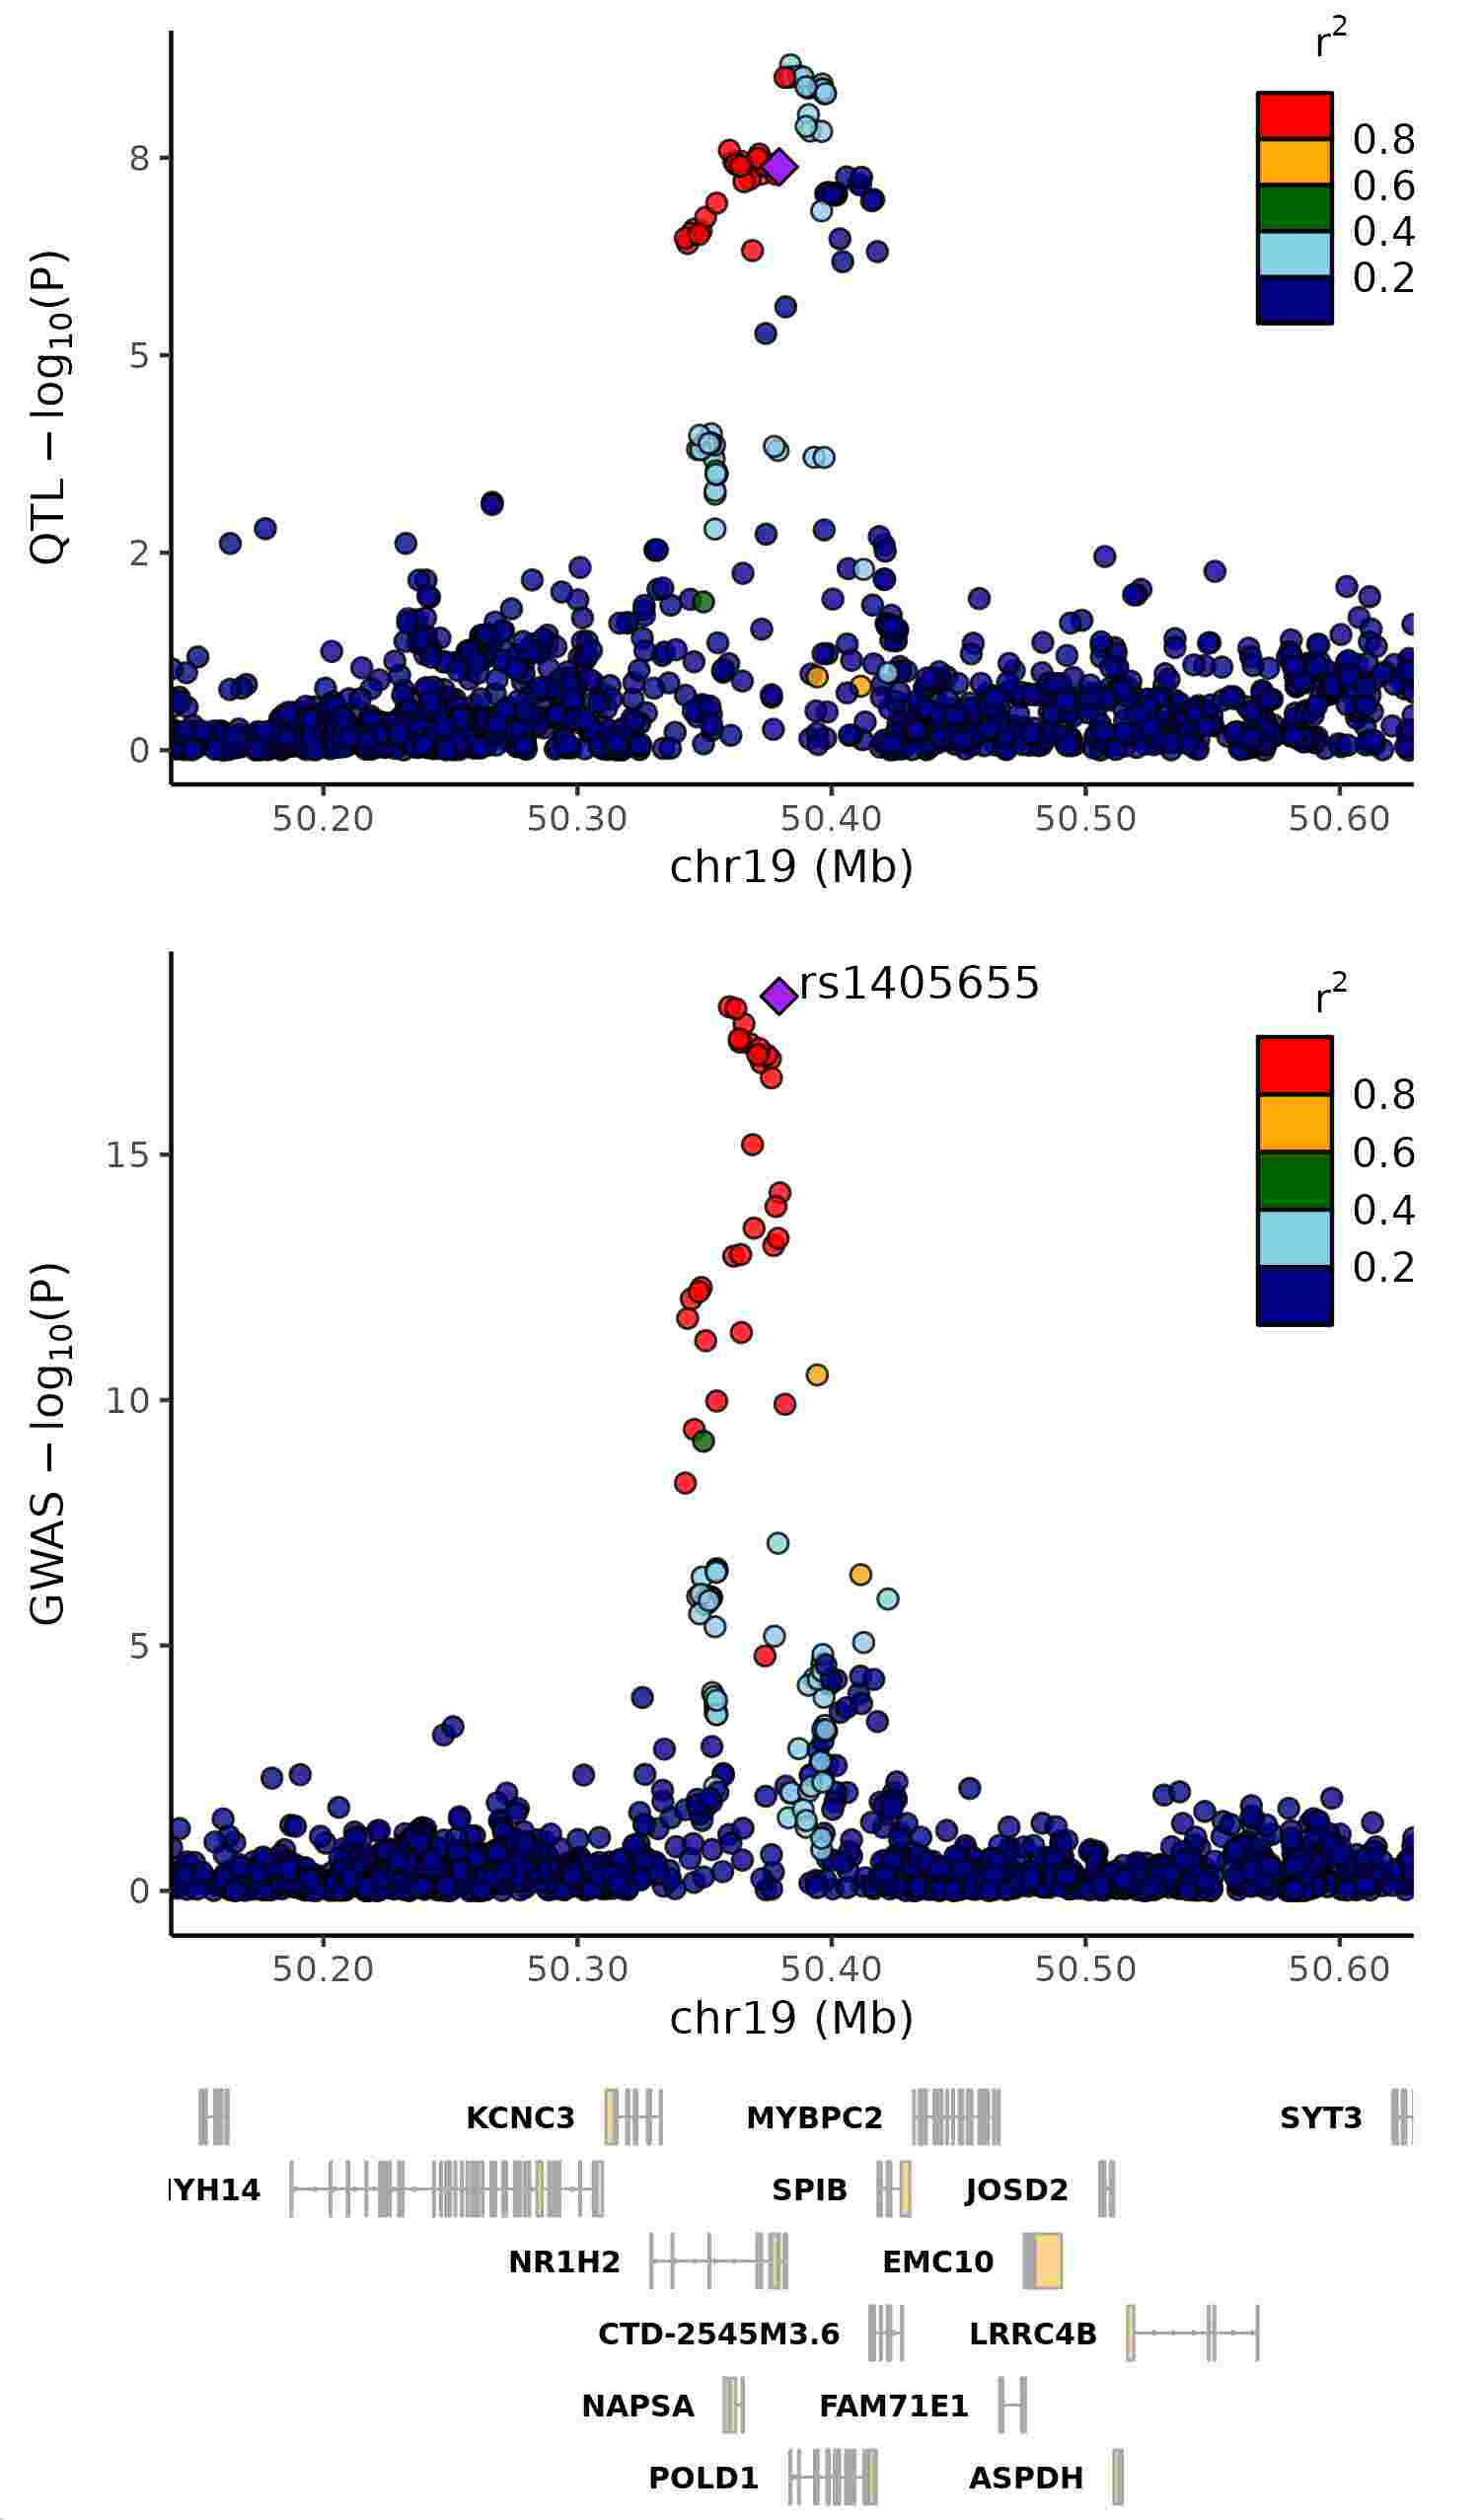 r2
0.8
0.6
0.4
0.2
8
5
2
0
QTL − log10(P)
50.20 50.30 50.40 50.50 50.60
chr19 (Mb)
rs1405655
r2
0.8
0.6
0.4
0.2
15
10
5
0
GWAS − log10(P)
50.20 50.30 50.40 50.50 50.60
chr19 (Mb)
KCNC3 MYBPC2 SYT3
IYH14 SPIB JOSD2
NR1H2 EMC10
CTD-2545M3.6 LRRC4B
NAPSA FAM71E1
POLD1 ASPDH